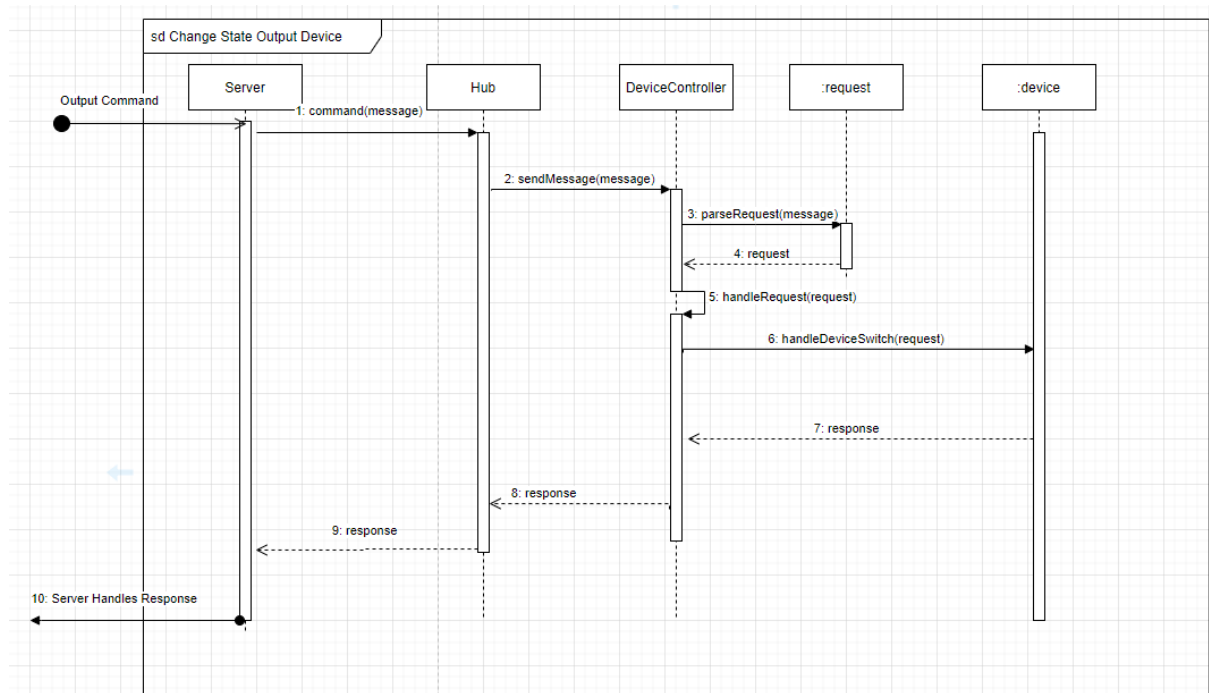 sd Change State Output Device
Server
Hub
DeviceController
:request
:device
Output Command
1: command(message)
2: sendMessage(message)
3: parseRequest(message)
4: request
5: handleRequest(request)
6: handleDeviceSwitch(request)
7: response
8: response
9: response
10: Server Handles Response